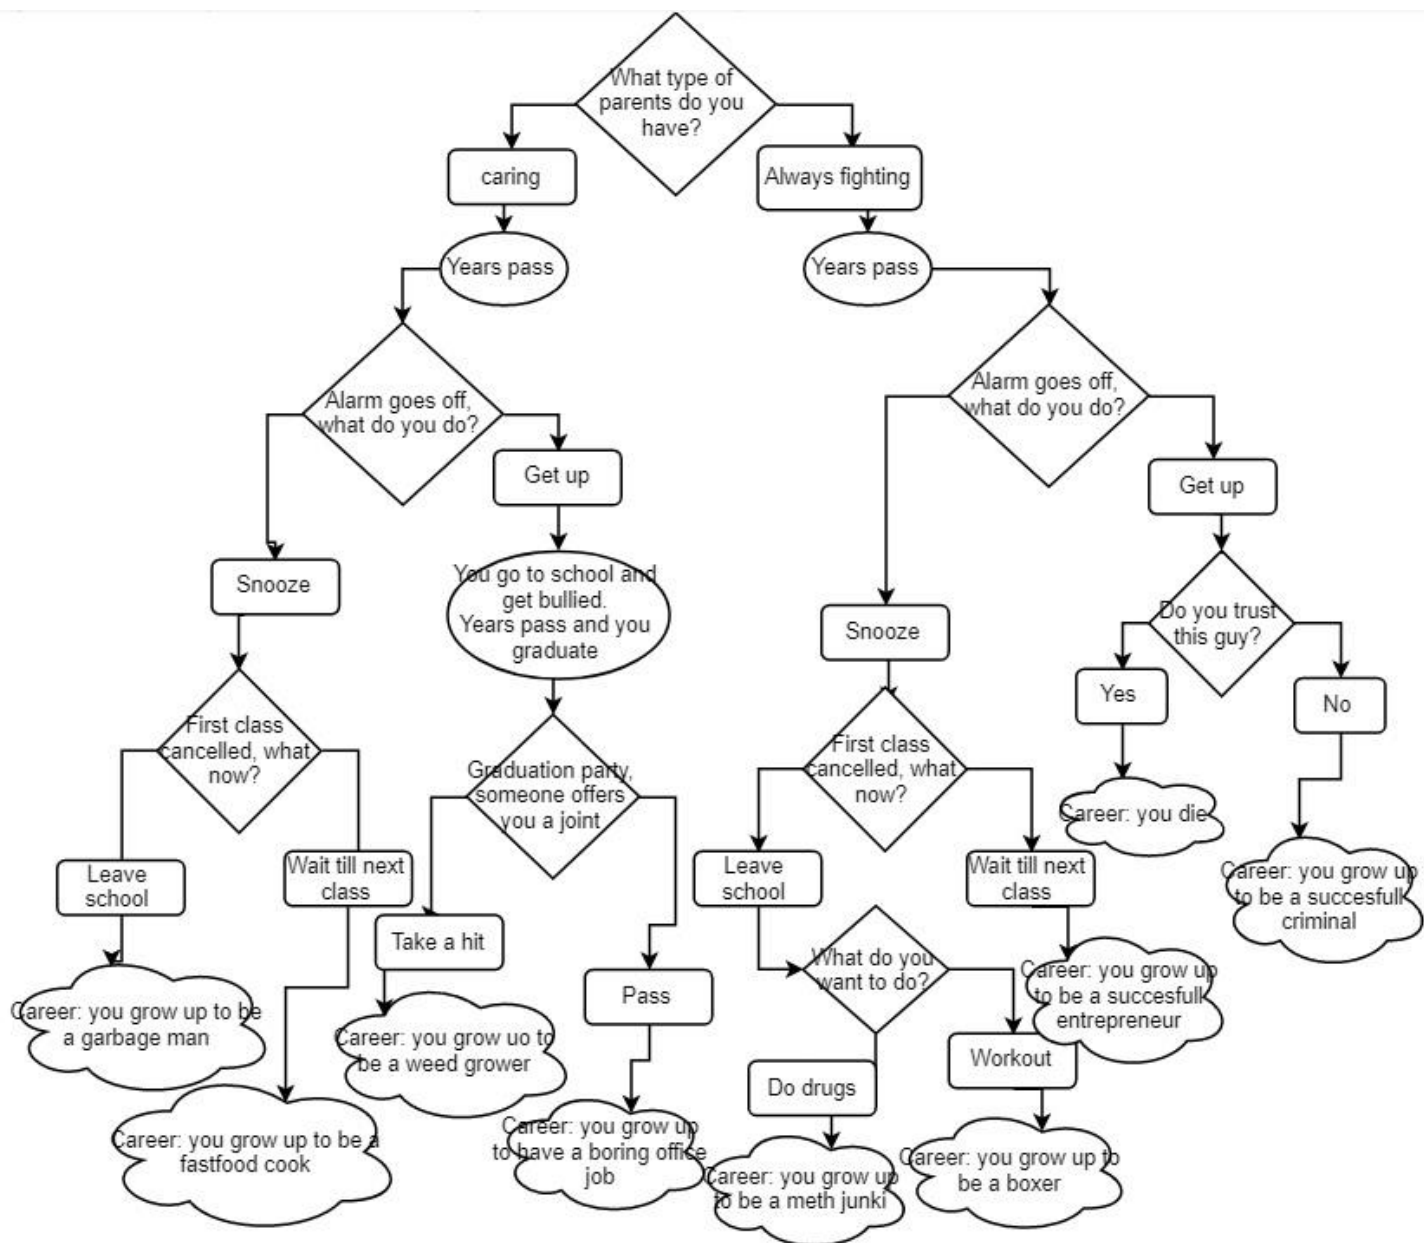 What type of
parents do you
have?
caring
Always fighting
Years pass
Years pass
Alarm goes off,
what do you do?
Alarm goes off,
what do you do?
Get up
Get up
Snooze
You go to school and
get bullied.
Years pass and you
graduate
Snooze
Do you trust
this guy?
Yes
No
First class
cancelled, what
now?
Graduation party,
someone offers
you a joint
First class
cancelled, what
now?
Career: you die
Leave
school
Wait till next
class
Leave
school
Wait till next
class
Career: you grow up
to be a succesfull
criminal
Take a hit
What do you
want to do?
Pass
Career: you grow up
to be a succesfull
entrepreneur
Career: you grow up to be
a garbage man
Career: you grow uo to
be a weed grower
Workout
Do drugs
Career: you grow up to be a
fastfood cook
Career: you grow up
to have a boring office
job
Career: you grow up
to be a meth junki
Career: you grow up to
be a boxer